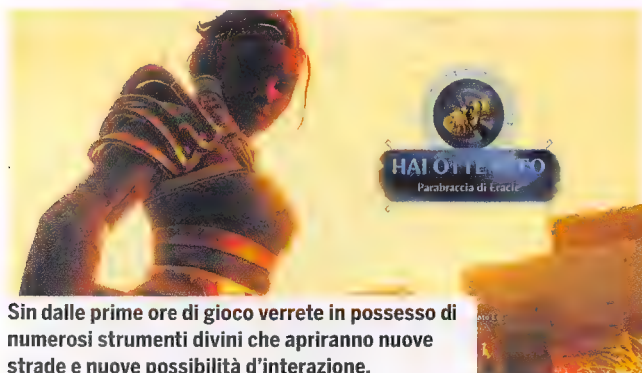 HAI OTTENUTO
Parabraccia di Eracle
Sin dalle prime ore di gioco verrete in possesso di
numerosi strumenti divini che apriranno nuove
strade e nuove possibilità d'interazione.